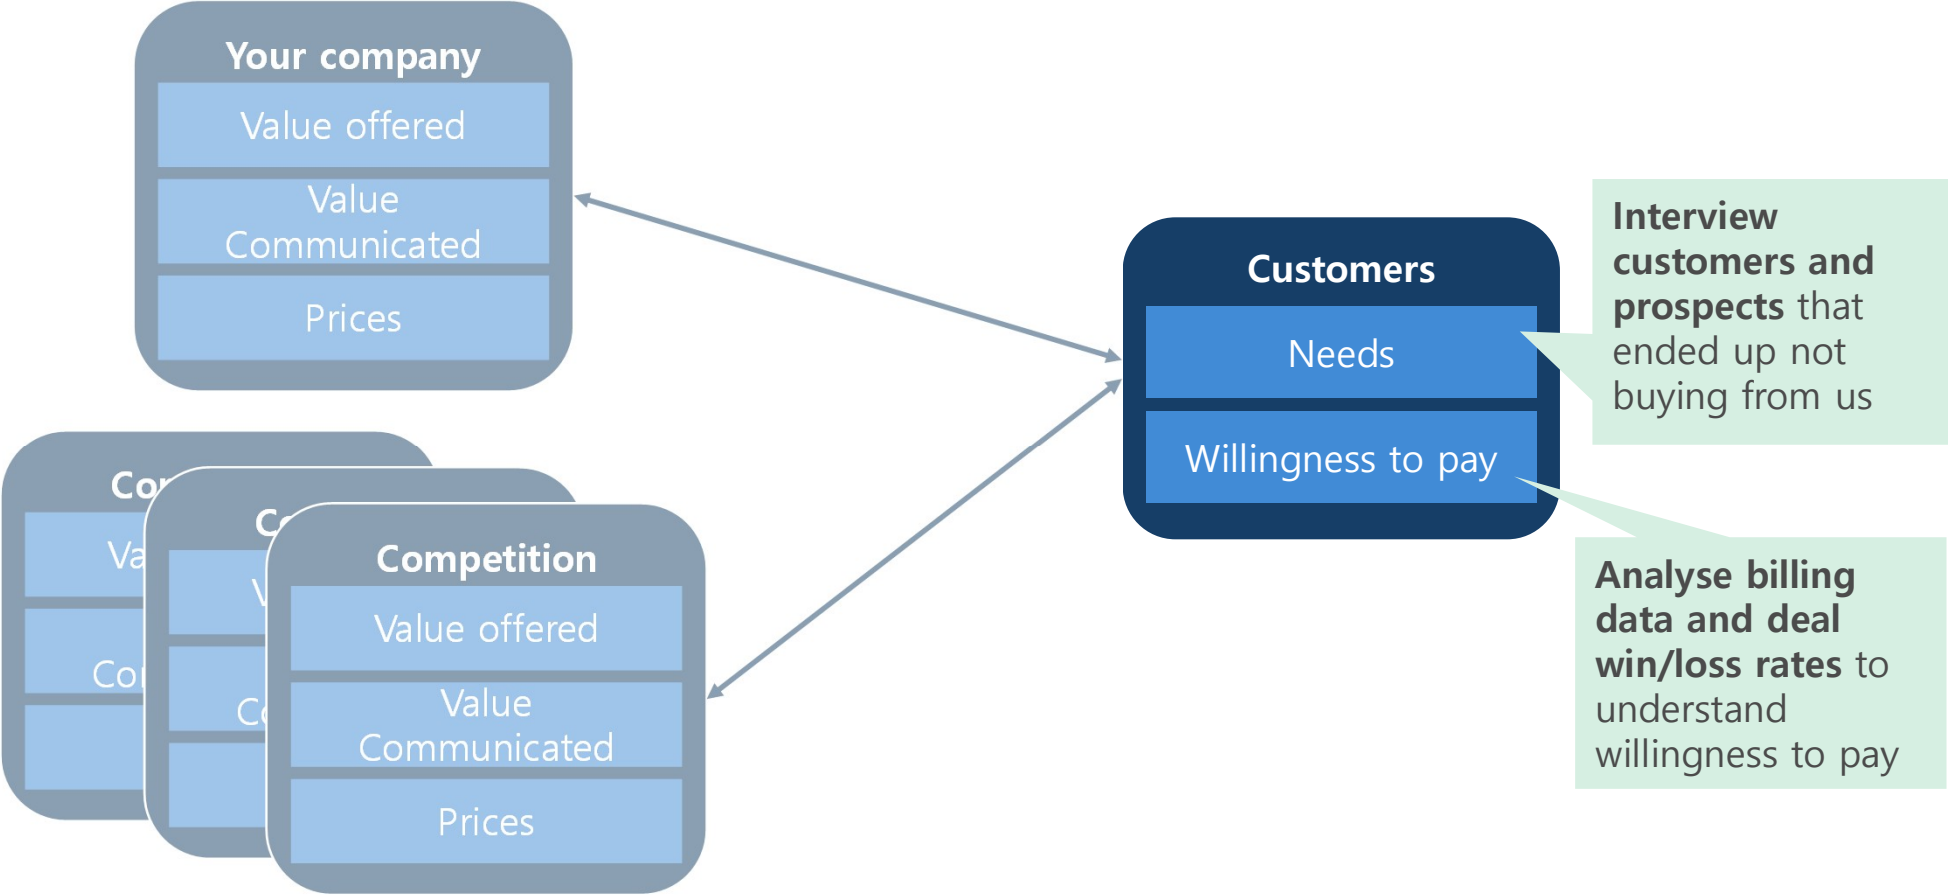 Your company
Value offered
Value
Communicated
Prices
Customers
Needs
Willingness to pay
Interview
customers and
prospects that
ended up not
buying from us
Analyse billing
data and deal
win/loss rates to
understand
willingness to pay
Competition
Value offered
Value
Communicated
Prices